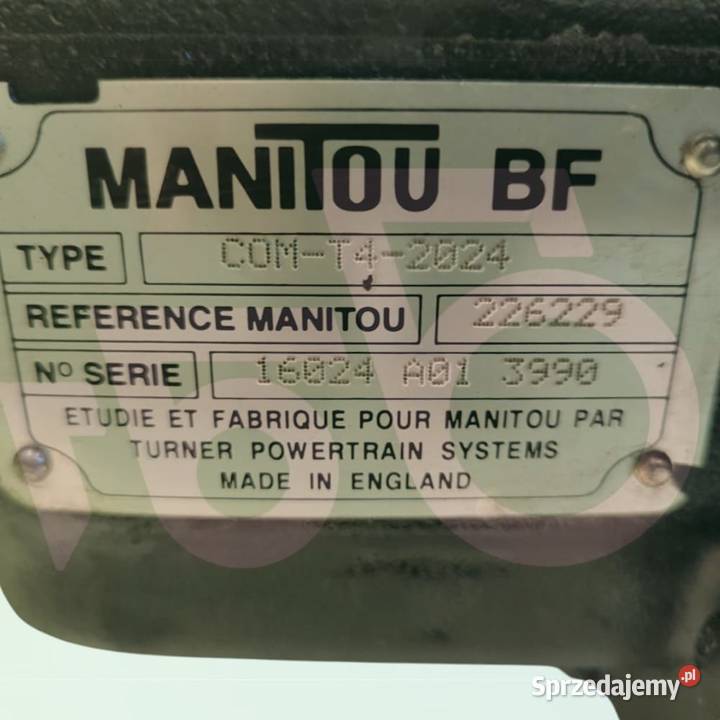 MANITOU BF
TYPE COM-T4-2024
REFERENCE MANITOU 226229
Nº SERIE 16024 A01 3990
ETUDIE ET FABRIQUE POUR MANITOU PAR
TURNER POWERTRAIN SYSTEMS
MADE IN ENGLAND
Sprzedajemy.pl